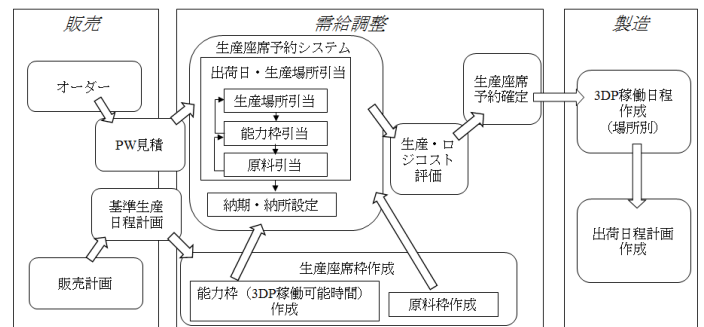 販売
需給調整
製造
オーダー
PW見積
基準生産
日程計画
販売計画
生産座席予約システム
出荷日・生産場所引当
生産場所引当
能力枠引当
原料引当
納期・納所設定
生産・ロ
ジコスト
評価
生産座席
予約確定
生産座席枠作成
能力枠（3DP稼働可能時間）
作成
原料枠作成
3DP稼働日程
作成
（場所別）
出荷日程計画
作成